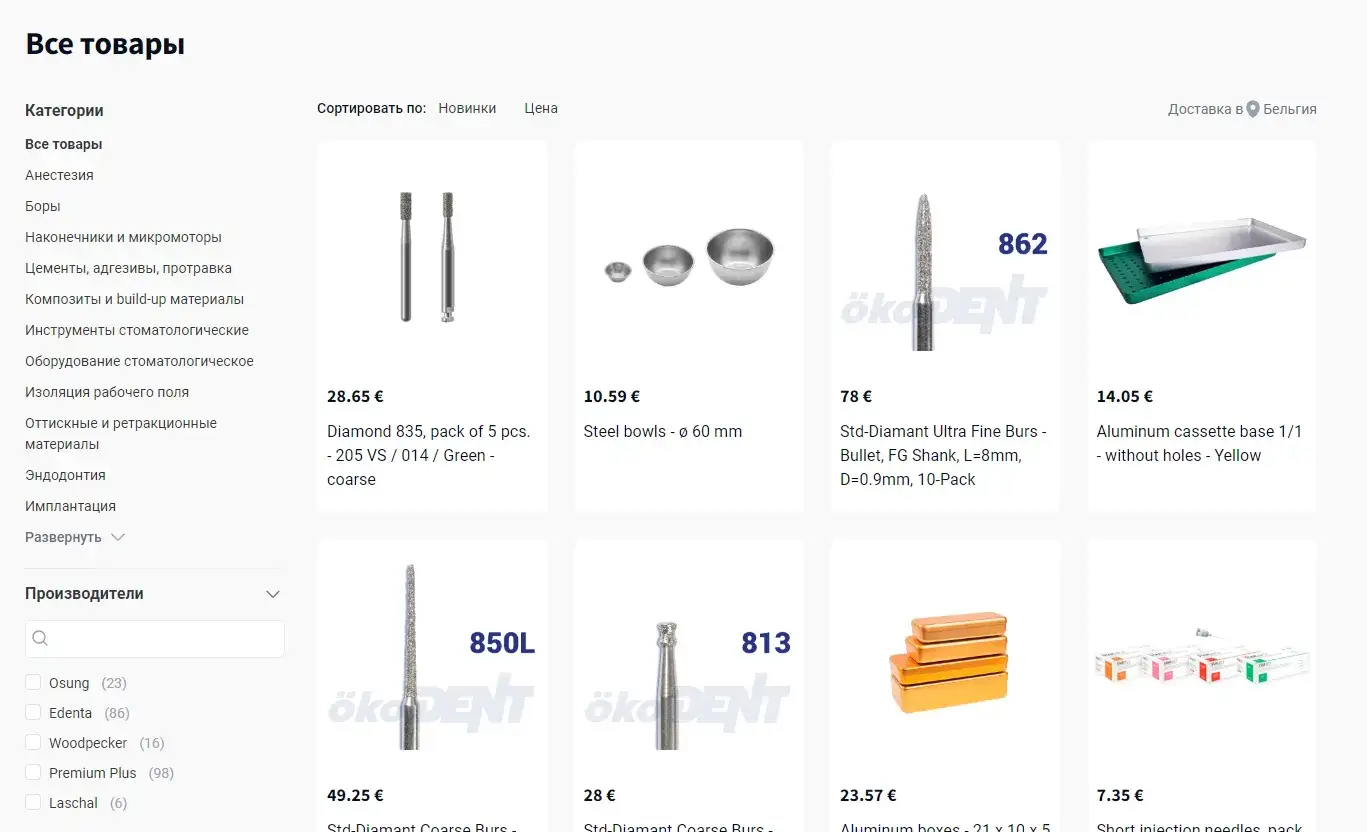 Все товары
Категории
Все товары
Анестезия
Боры
Наконечники и микромоторы
Цементы, адгезивы, протравка
Композиты и build-up материалы
Инструменты стоматологические
Оборудование стоматологическое
Изоляция рабочего поля
Оттискные и ретракционные
материалы
Эндодонтия
Имплантация
Развернуть
Производители
Osung (23)
Edenta (86)
Woodpecker (16)
Premium Plus (98)
Laschal (6)
Сортировать по: Новинки Цена
Доставка в Бельгия
28.65 €
Diamond 835, pack of 5 pcs.
- 205 VS / 014 / Green -
coarse
10.59 €
Steel bowls - ø 60 mm
862
ökoDENT
78 €
Std-Diamant Ultra Fine Burs -
Bullet, FG Shank, L=8mm,
D=0.9mm, 10-Pack
14.05 €
Aluminum cassette base 1/1
- without holes - Yellow
850L
ökoDENT
49.25 €
Std-Diamant Coarse Burs -
813
ökoDENT
28 €
Std-Diamant Coarse Burs -
23.57 €
Aluminum boxes - 21 x 10 x 5
7.35 €
Short injection needles, pack